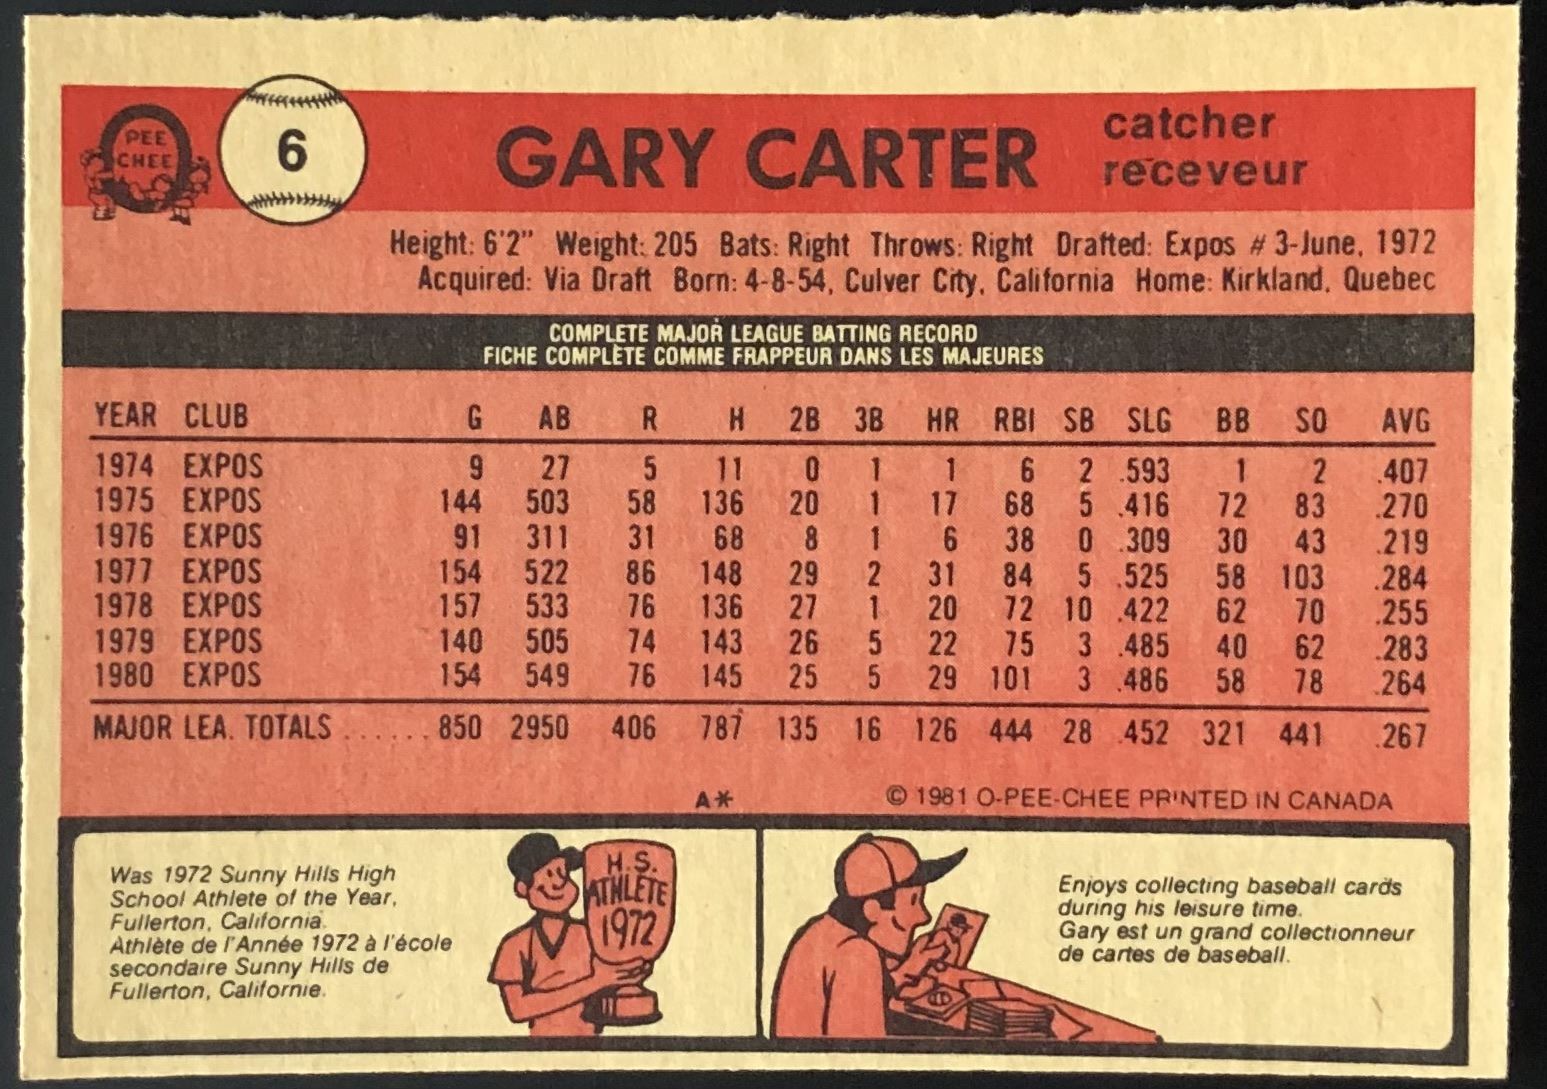 PEE
CHEE
6
GARY CARTER
catcher
receveur
Height: 6'2" Weight: 205 Bats: Right Throws: Right Drafted: Expos # 3-June, 1972
Acquired: Via Draft Born: 4-8-54, Culver City, California Home: Kirkland, Quebec
COMPLETE MAJOR LEAGUE BATTING RECORD
FICHE COMPLÈTE COMME FRAPPEUR DANS LES MAJEURES
YEAR CLUB G AB R H 2B 3B HR RBI SB SLG BB SO AVG
1974 EXPOS 9 27 5 11 0 1 1 6 2 .593 1 2 .407
1975 EXPOS 144 503 58 136 20 1 17 68 5 .416 72 83 .270
1976 EXPOS 91 311 31 68 8 1 6 38 0 .309 30 43 .219
1977 EXPOS 154 522 86 148 29 2 31 84 5 .525 58 103 .284
1978 EXPOS 157 533 76 136 27 1 20 72 10 .422 62 70 .255
1979 EXPOS 140 505 74 143 26 5 22 75 3 .485 40 62 .283
1980 EXPOS 154 549 76 145 25 5 29 101 3 .486 58 78 .264
MAJOR LEA. TOTALS ...... 850 2950 406 787 135 16 126 444 28 .452 321 441 .267
A*
© 1981 O-PEE-CHEE PRINTED IN CANADA
Was 1972 Sunny Hills High
School Athlete of the Year,
Fullerton, California.
Athlète de l'Année 1972 à l'école
secondaire Sunny Hills de
Fullerton, Californie.
H.S.
ATHLETE
1972
Enjoys collecting baseball cards
during his leisure time.
Gary est un grand collectionneur
de cartes de baseball.